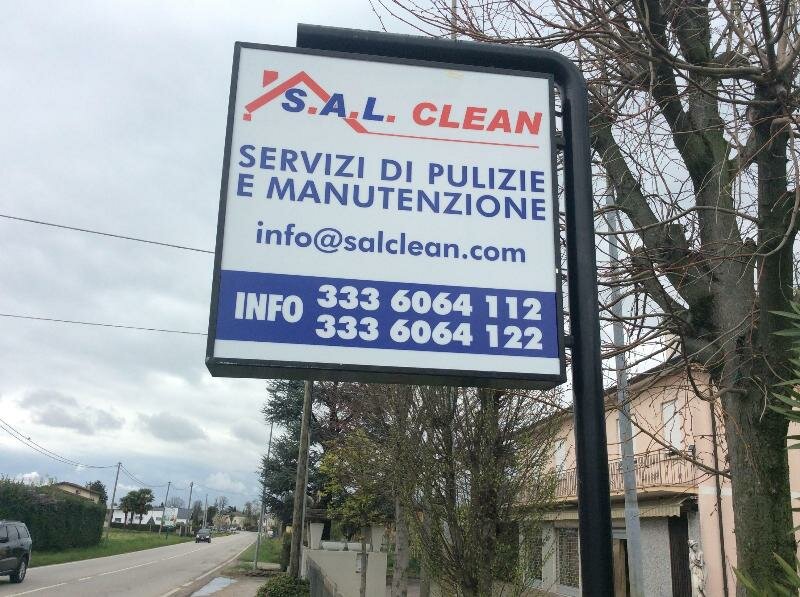 S.A.L. CLEAN
SERVIZI DI PULIZIE
E MANUTENZIONE
info@salclean.com
INFO 333 6064 112
333 6064 122